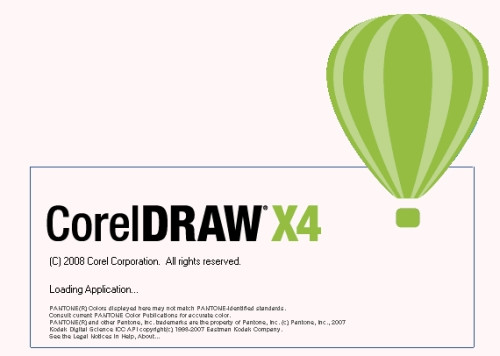 CorelDRAW® X4
(C) 2008 Corel Corporation. All rights reserved.
Loading Application...
PANTONE(R) Colors displayed here may not match PANTONE-identified standards.
Consult current PANTONE Color Publications for accurate color.
PANTONE(R) and other Pantone, Inc. trademarks are the property of Pantone, Inc. (c) Pantone, Inc., 2007
Kodak Digital Science ICC API copyright(c) 1996-2007 Eastman Kodak Company.
See the Legal Notices in Help, About...